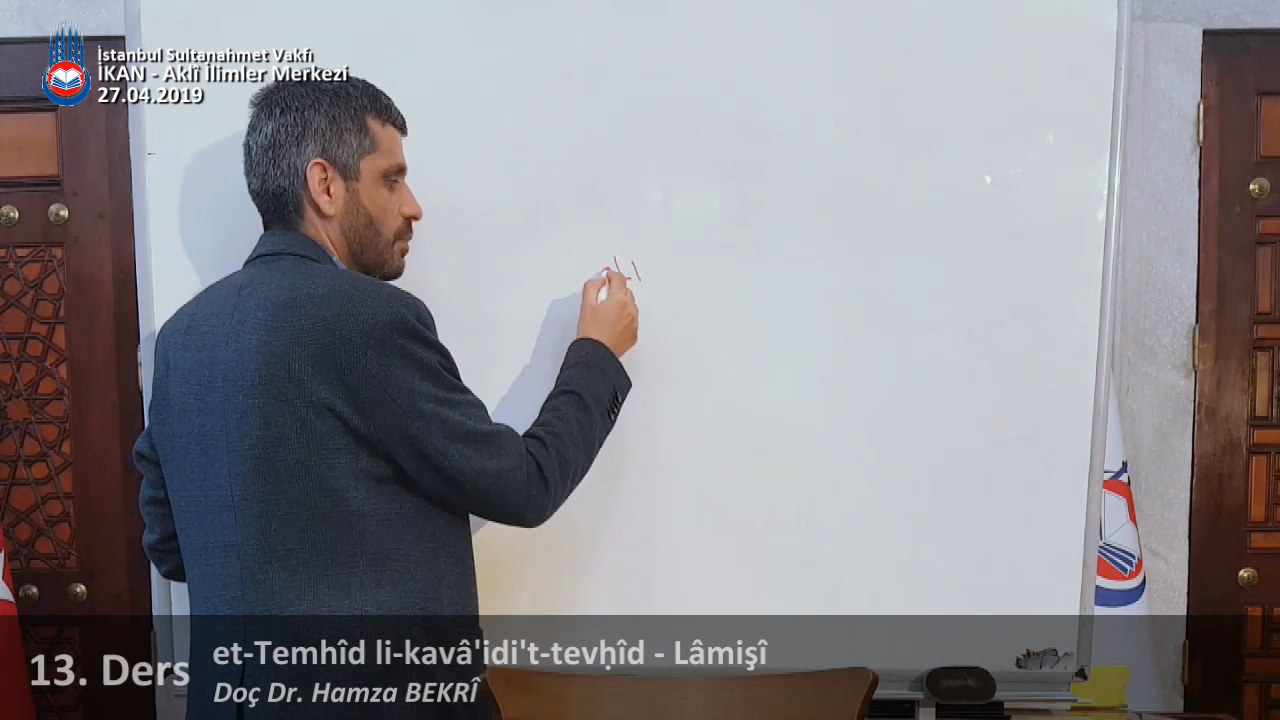 İstanbul Sultanahmet Vakfı
İKAN - Aklî İlimler Merkezi
27.04.2019
13. Ders
et-Temhîd li-kavâ'idi't-tevḥîd - Lâmişî
Doç Dr. Hamza BEKRÎ